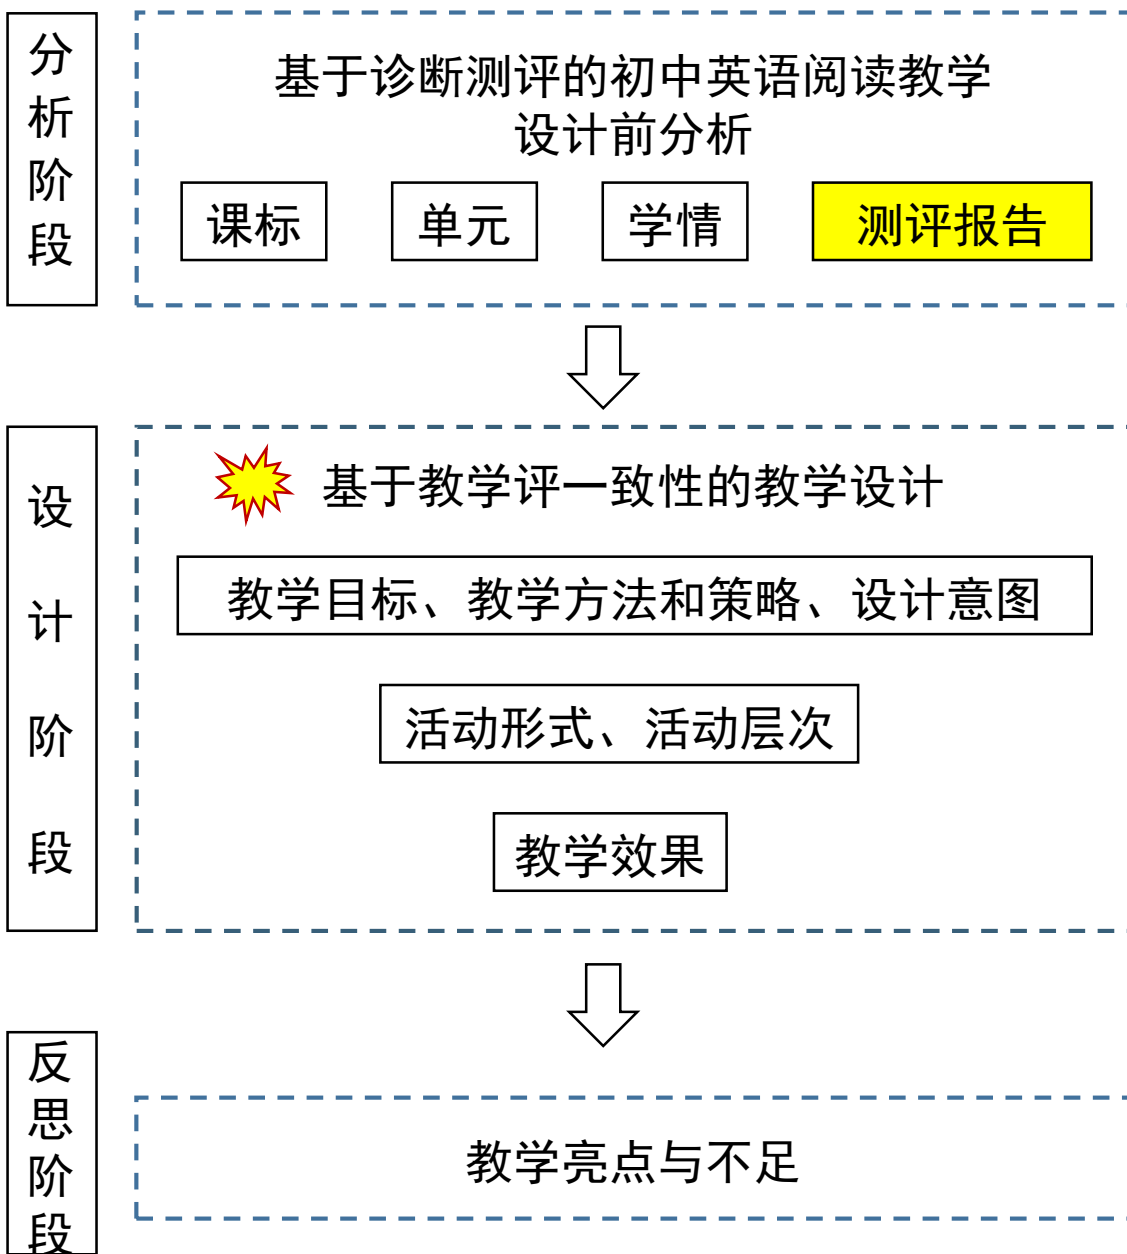 分析阶段
基于诊断测评的初中英语阅读教学
设计前分析
课标 单元 学情 测评报告
设计阶段
基于教学评一致性的教学设计
教学目标、教学方法和策略、设计意图
活动形式、活动层次
教学效果
反思阶段
教学亮点与不足